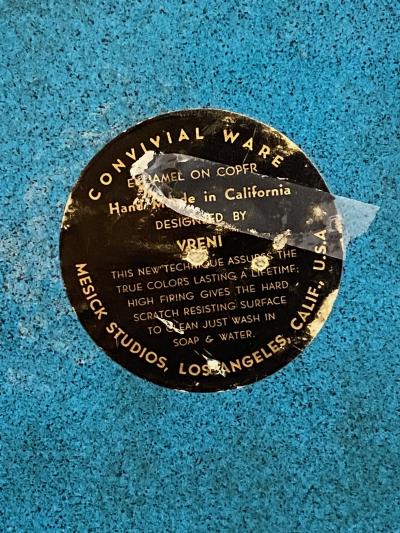 CONVIVIAL WARE
ENAMEL ON COPPER
Hand Made in California
DESIGNED BY
VRENI
THIS NEW TECHNIQUE ASSURES THE
TRUE COLORS LASTING A LIFETIME;
HIGH FIRING GIVES THE HARD
SCRATCH RESISTING SURFACE
TO CLEAN JUST WASH IN
SOAP & WATER.
MESICK STUDIOS, LOS ANGELES, CALIF., U.S.A.